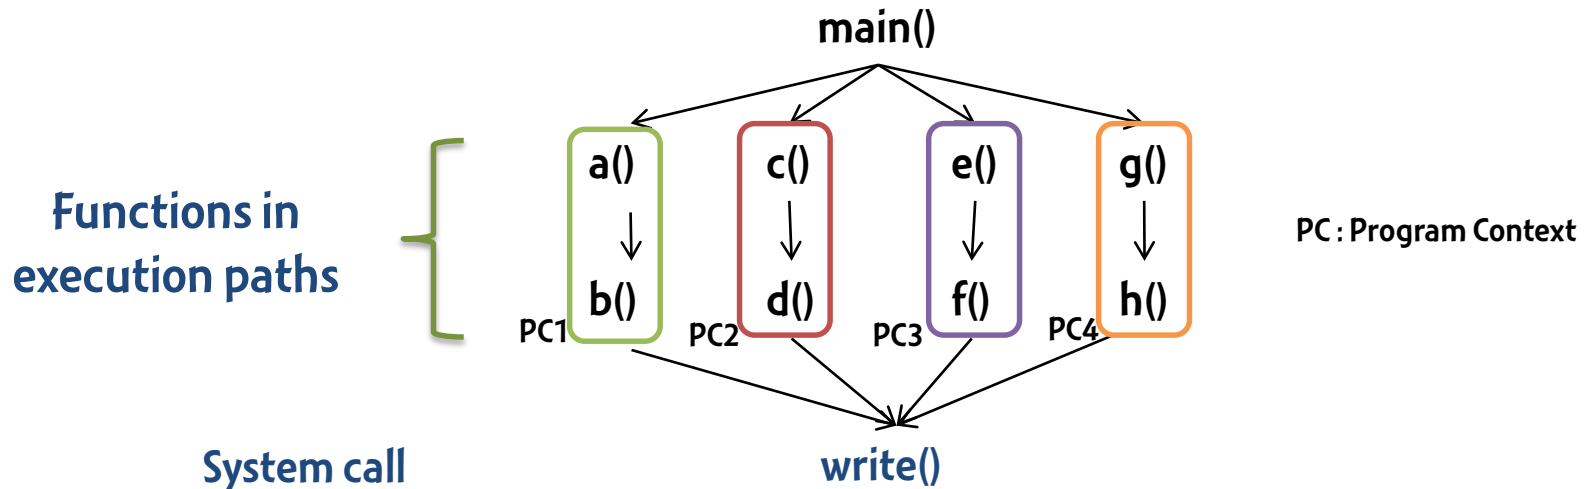 main()
a()
c()
e()
g()
Functions in
execution paths
PC : Program Context
b()
d()
f()
h()
PC1
PC2
PC3
PC4
System call
write()